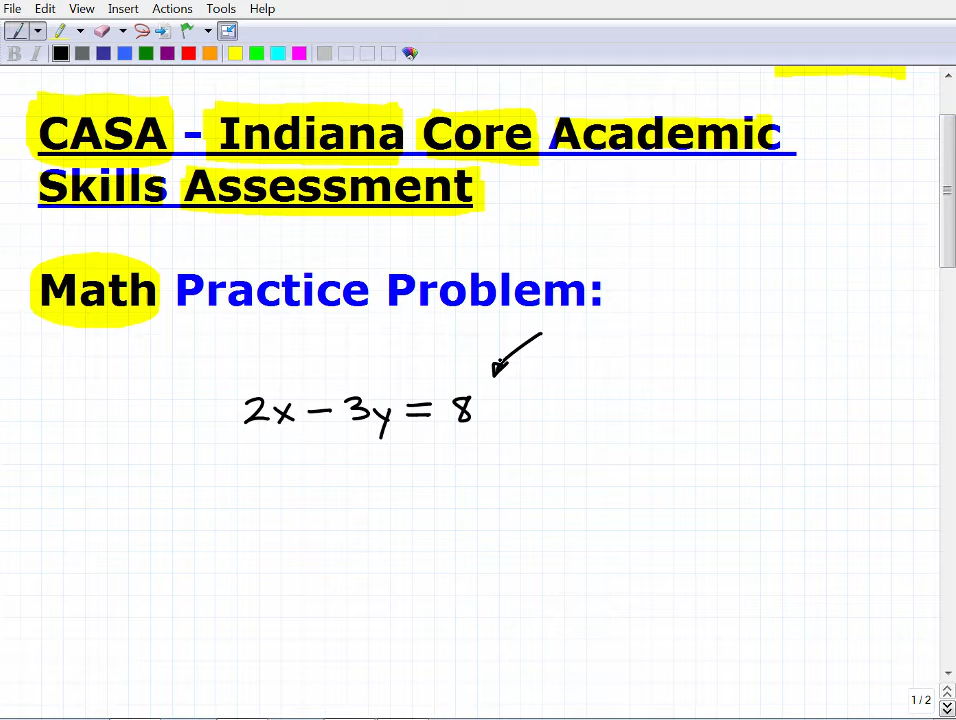 File Edit View Insert Actions Tools Help
B I
CASA - Indiana Core Academic
Skills Assessment
Math Practice Problem:
2x - 3y = 8
1/2